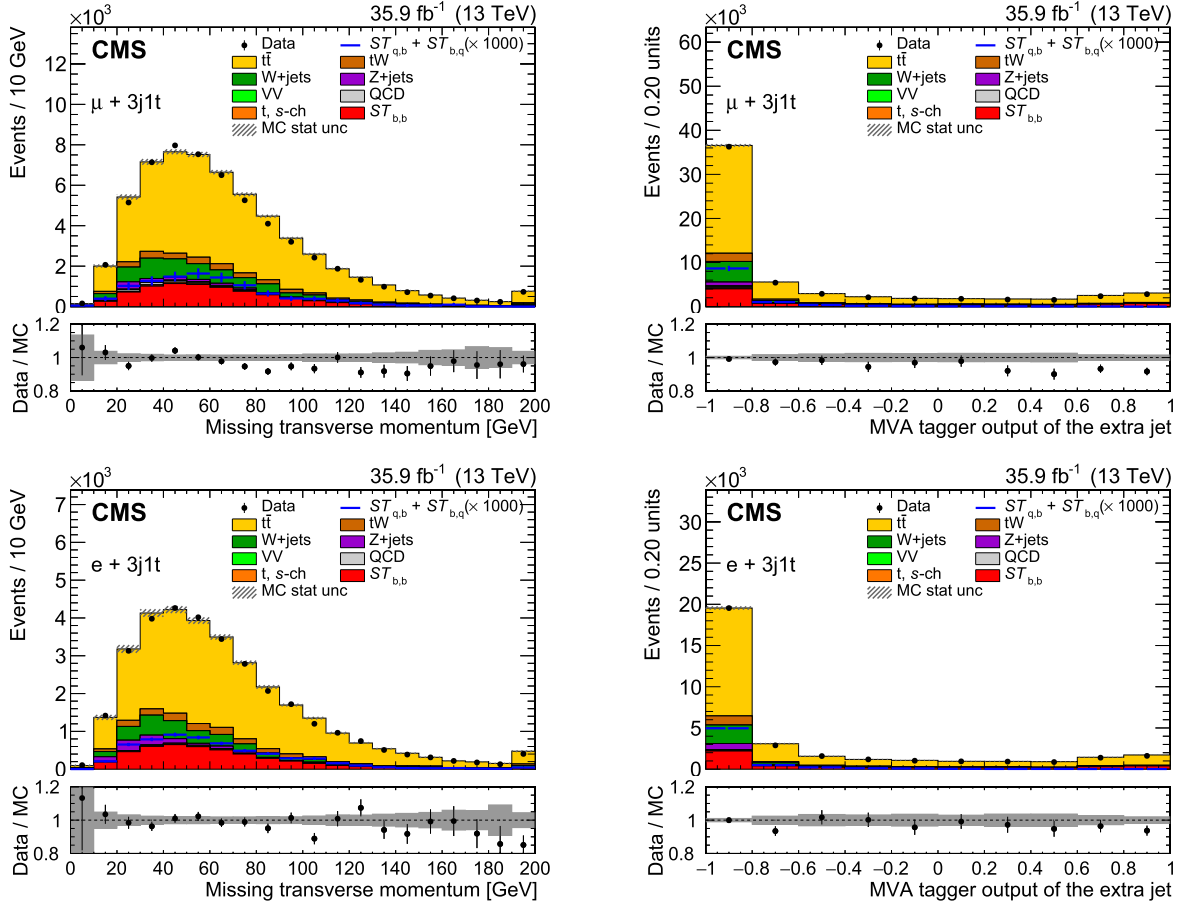 ×10³ 35.9 fb⁻¹ (13 TeV)
CMS
μ + 3j1t
Data ST q,b + ST b,q (× 1000)
tt̄ tW
W+jets Z+jets
VV QCD
t, s-ch ST b,b
MC stat unc
Events / 10 GeV
12
10
8
6
4
2
0
Data / MC
1.2
1
0.8
0 20 40 60 80 100 120 140 160 180 200
Missing transverse momentum [GeV]
×10³ 35.9 fb⁻¹ (13 TeV)
CMS
μ + 3j1t
Data ST q,b + ST b,q (× 1000)
tt̄ tW
W+jets Z+jets
VV QCD
t, s-ch ST b,b
MC stat unc
Events / 0.20 units
60
50
40
30
20
10
0
Data / MC
1.2
1
0.8
−1 −0.8 −0.6 −0.4 −0.2 0 0.2 0.4 0.6 0.8 1
MVA tagger output of the extra jet
×10³ 35.9 fb⁻¹ (13 TeV)
CMS
e + 3j1t
Data ST q,b + ST b,q (× 1000)
tt̄ tW
W+jets Z+jets
VV QCD
t, s-ch ST b,b
MC stat unc
Events / 10 GeV
7
6
5
4
3
2
1
0
Data / MC
1.2
1
0.8
0 20 40 60 80 100 120 140 160 180 200
Missing transverse momentum [GeV]
×10³ 35.9 fb⁻¹ (13 TeV)
CMS
e + 3j1t
Data ST q,b + ST b,q (× 1000)
tt̄ tW
W+jets Z+jets
VV QCD
t, s-ch ST b,b
MC stat unc
Events / 0.20 units
30
25
20
15
10
5
0
Data / MC
1.2
1
0.8
−1 −0.8 −0.6 −0.4 −0.2 0 0.2 0.4 0.6 0.8 1
MVA tagger output of the extra jet